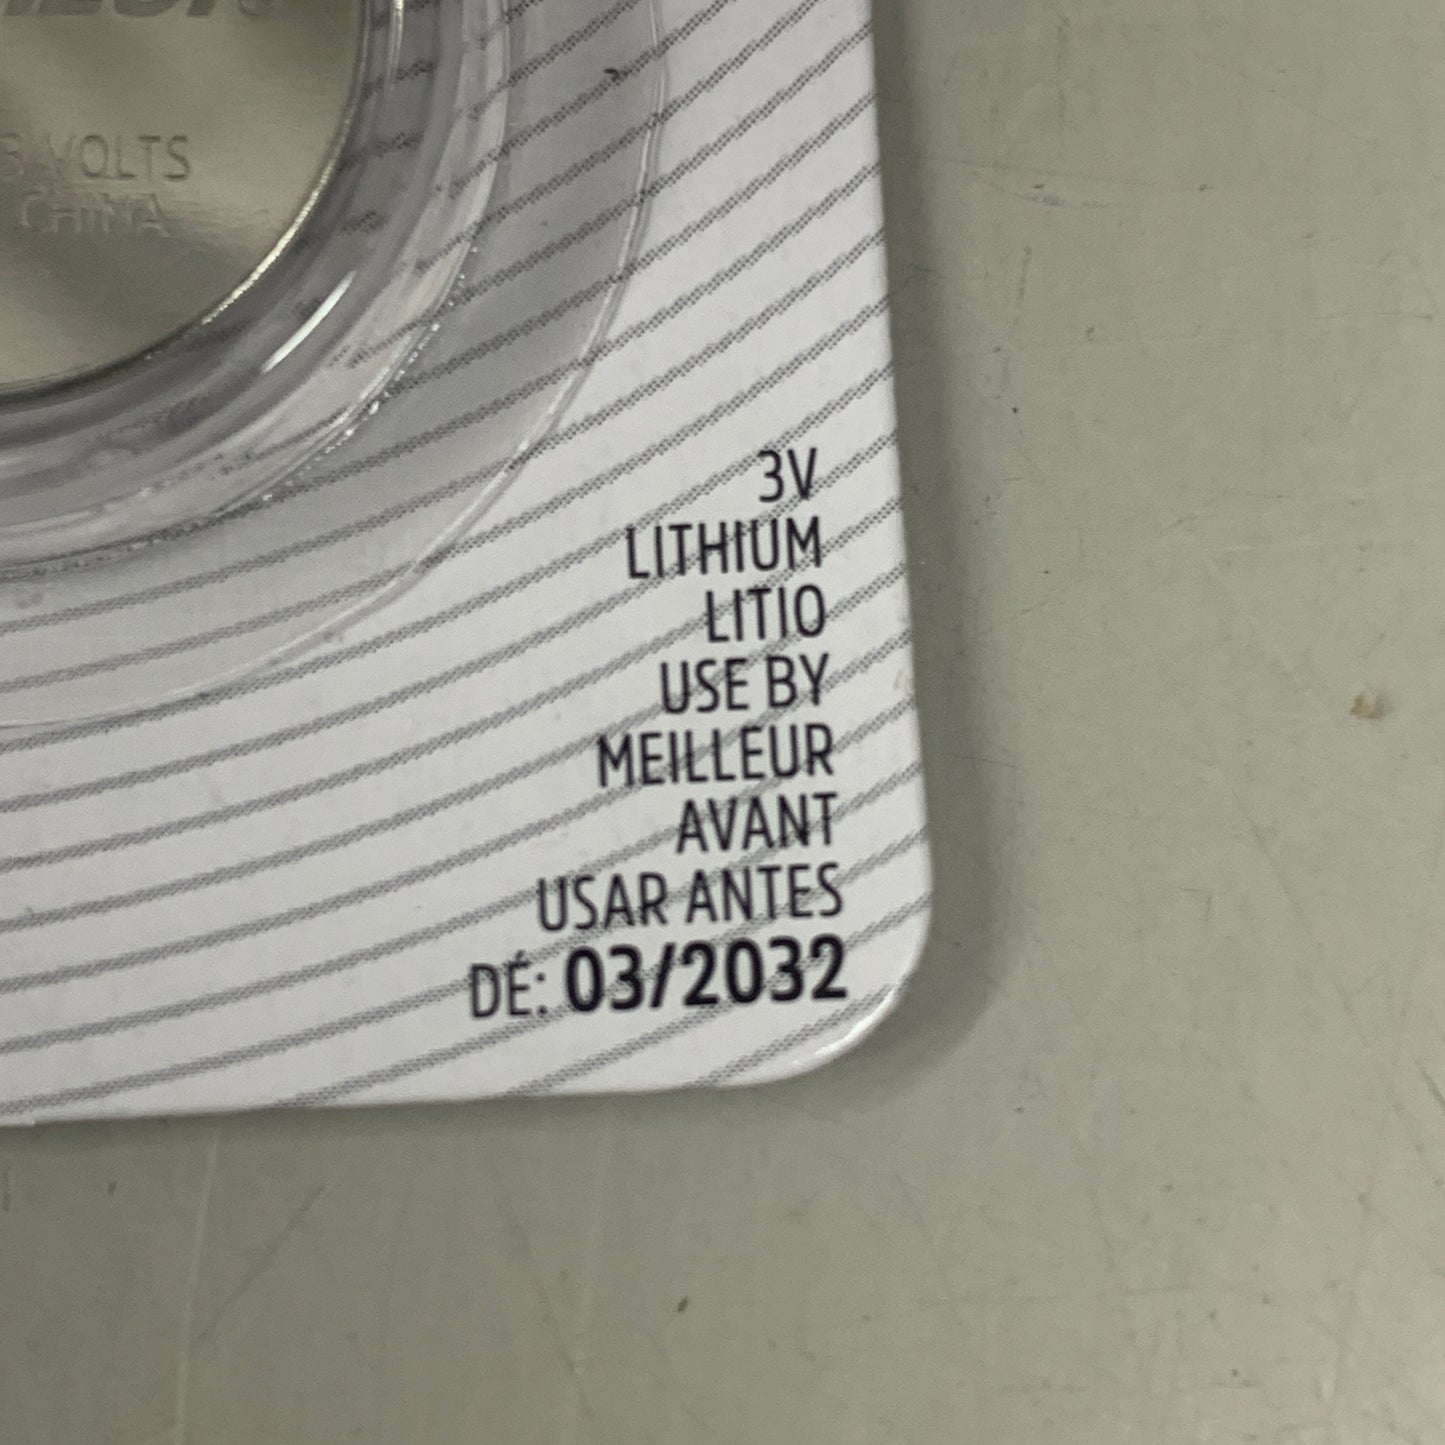 3 VOLTS
CHINA
3V
LITHIUM
LITIO
USE BY
MEILLEUR
AVANT
USAR ANTES
DÉ: 03/2032